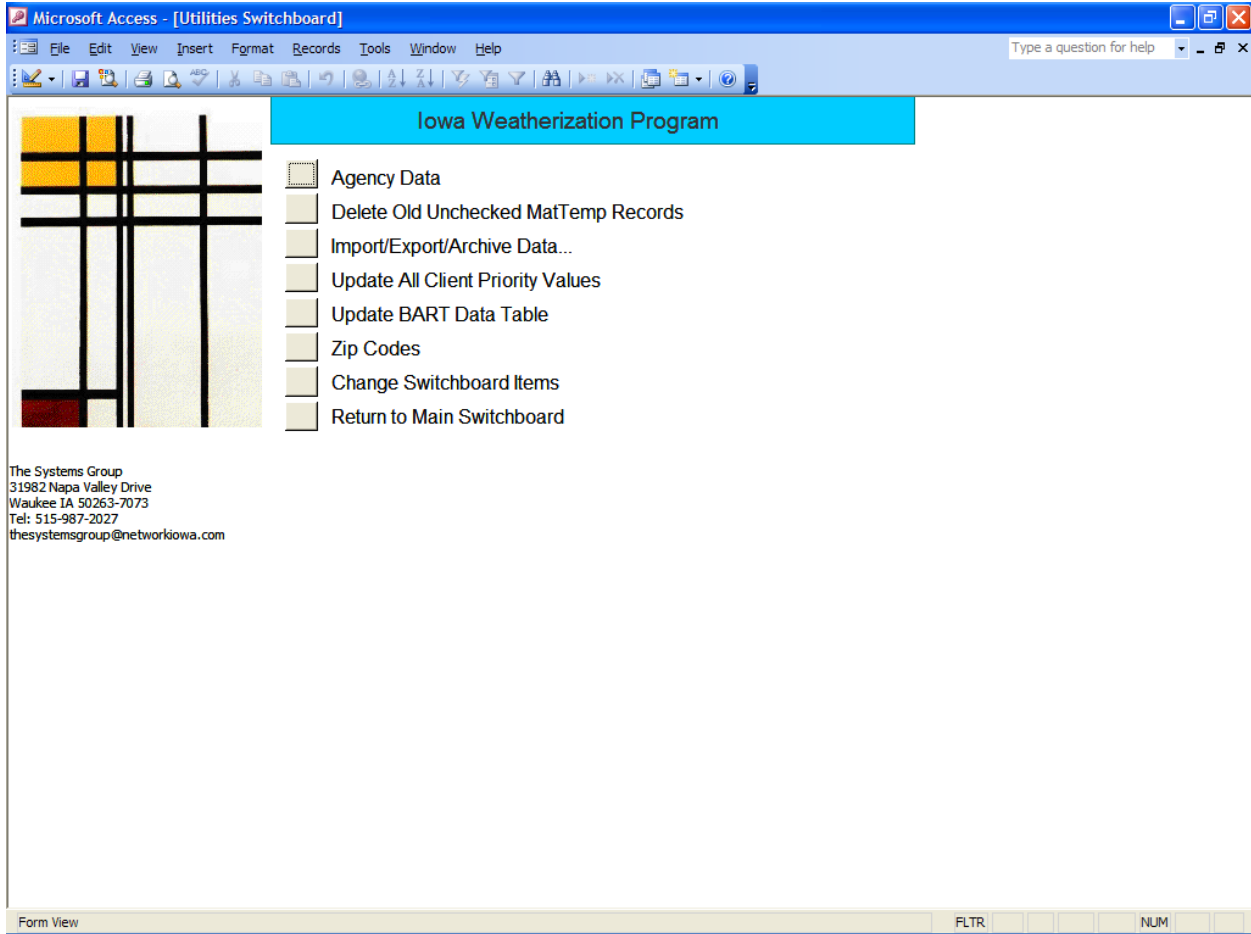 Microsoft Access - [Utilities Switchboard]
File Edit View Insert Format Records Tools Window Help Type a question for help
Iowa Weatherization Program
Agency Data
Delete Old Unchecked MatTemp Records
Import/Export/Archive Data...
Update All Client Priority Values
Update BART Data Table
Zip Codes
Change Switchboard Items
Return to Main Switchboard
The Systems Group
31982 Napa Valley Drive
Waukee IA 50263-7073
Tel: 515-987-2027
thesystemsgroup@networkiowa.com
Form View FLTR NUM